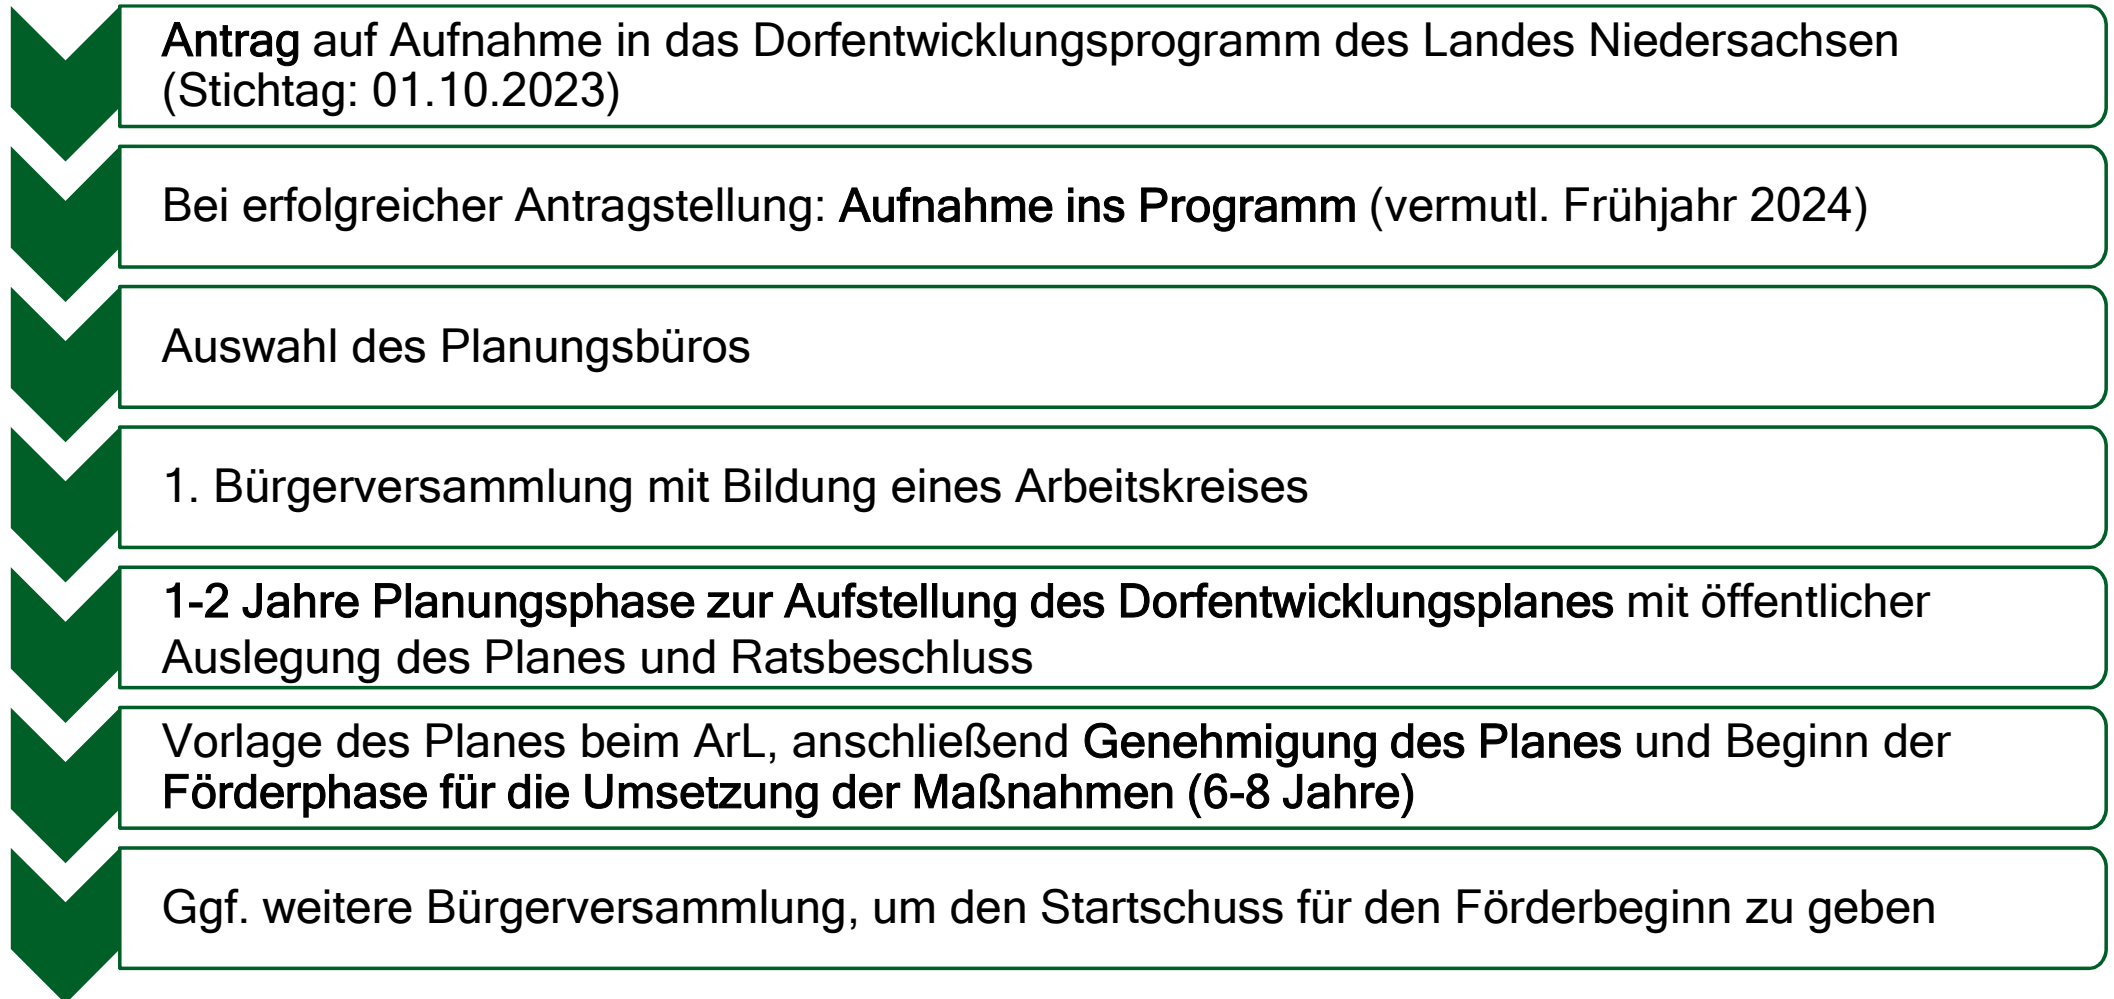 Antrag auf Aufnahme in das Dorfentwicklungsprogramm des Landes Niedersachsen
(Stichtag: 01.10.2023)
Bei erfolgreicher Antragstellung: Aufnahme ins Programm (vermutl. Frühjahr 2024)
Auswahl des Planungsbüros
1. Bürgerversammlung mit Bildung eines Arbeitskreises
1-2 Jahre Planungsphase zur Aufstellung des Dorfentwicklungsplanes mit öffentlicher
Auslegung des Planes und Ratsbeschluss
Vorlage des Planes beim ArL, anschließend Genehmigung des Planes und Beginn der
Förderphase für die Umsetzung der Maßnahmen (6-8 Jahre)
Ggf. weitere Bürgerversammlung, um den Startschuss für den Förderbeginn zu geben